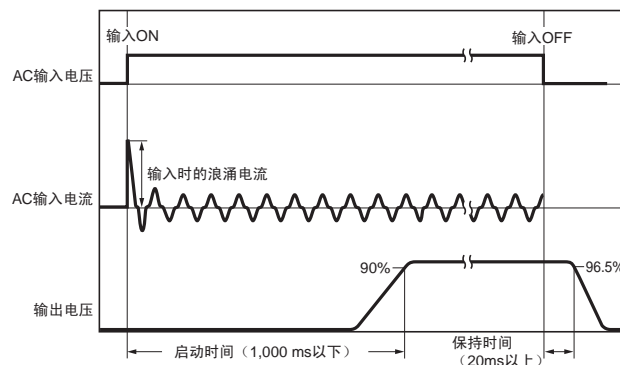 输入ON
输入OFF
AC输入电压
输入时的浪涌电流
AC输入电流
90%
96.5%
输出电压
启动时间（1,000 ms以下）
保持时间
（20ms以上）